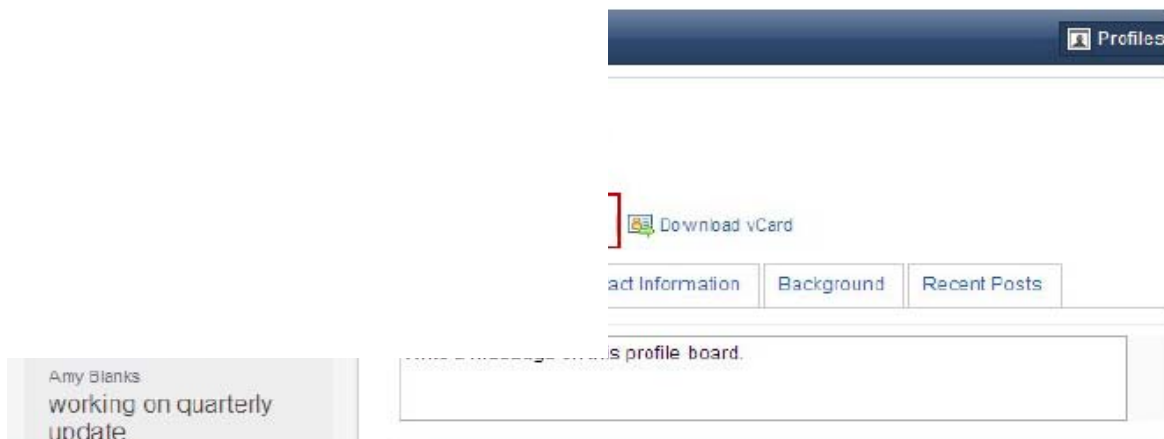 Profiles
Download vCard
act Information Background Recent Posts
s profile board.
Amy Blanks
working on quarterly
update